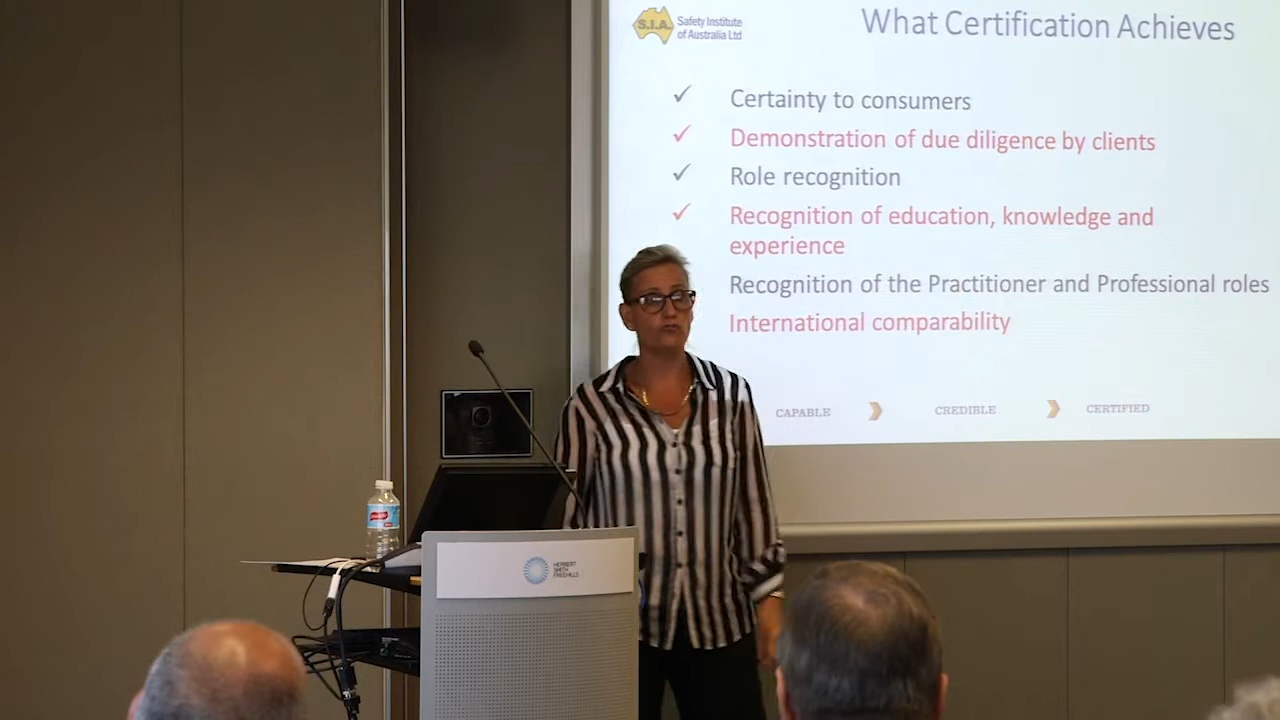 S.I.A.
Safety Institute
of Australia Ltd
What Certification Achieves
✓ Certainty to consumers
✓ Demonstration of due diligence by clients
✓ Role recognition
✓ Recognition of education, knowledge and
experience
Recognition of the Practitioner and Professional roles
International comparability
CAPABLE
CREDIBLE
CERTIFIED
HERBERT
SMITH
FREEHILLS